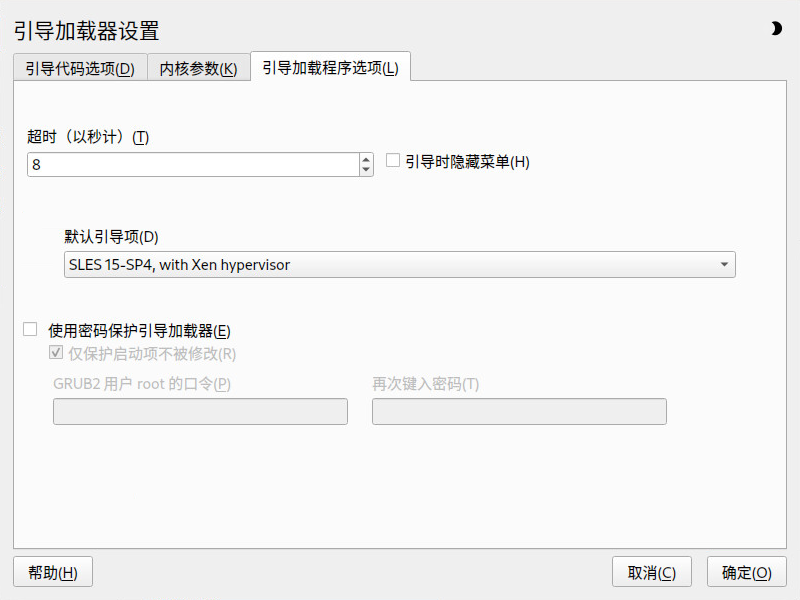 引导加载器设置
引导代码选项(D) 内核参数(K) 引导加载程序选项(L)
超时（以秒计）(T)
8 引导时隐藏菜单(H)
默认引导项(D)
SLES 15-SP4, with Xen hypervisor
使用密码保护引导加载器(E)
仅保护启动项不被修改(R)
GRUB2 用户 root 的口令(P) 再次键入密码(T)
帮助(H) 取消(C) 确定(O)